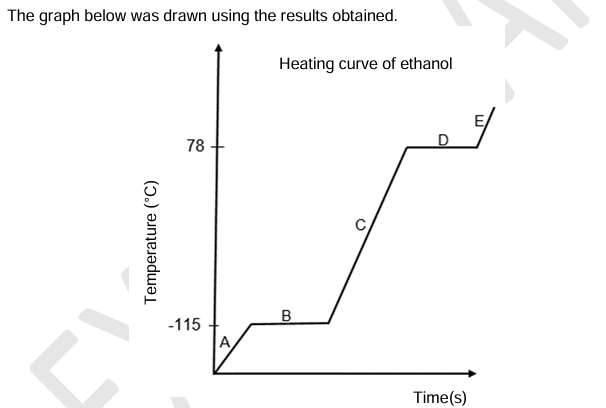 The graph below was drawn using the results obtained.
Heating curve of ethanol
E
78
D
Temperature (°C)
C
-115
B
A
Time(s)